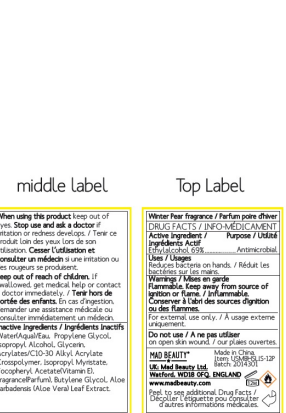 middle label
When using this product keep out of
eyes. Stop use and ask a doctor if
irritation or redness develops. / Tenir ce
produit loin des yeux lors de son
utilisation. Cesser l'utilisation et
consulter un médecin si une irritation ou
des rougeurs se produisent.
Keep out of reach of children. If
swallowed, get medical help or contact
a doctor immediately. / Tenir hors de
portée des enfants. En cas d'ingestion,
demander une assistance médicale ou
consulter immédiatement un médecin.
Inactive Ingredients / Ingrédients Inactifs
Water(Aqua/Eau), Propylene Glycol,
Isopropyl Alcohol, Glycerin,
Acrylates/C10-30 Alkyl Acrylate
Crosspolymer, Isopropyl Myristate,
Tocopheryl Acetate(Vitamin E),
Fragrance(Parfum), Butylene Glycol, Aloe
Barbadensis (Aloe Vera) Leaf Extract.
Top Label
Winter Pear fragrance / Parfum poire d'hiver
DRUG FACTS / INFO-MÉDICAMENT
Active Ingredient / Purpose / Utilité
Ingrédients Actif
Ethylalcohol 69% Antimicrobial.
Uses / Usages
Reduces bacteria on hands. / Réduit les
bactéries sur les mains.
Warnings / Mises en garde
Flammable. Keep away from source of
ignition or flame. / Inflammable.
Conserver à l'abri des sources d'ignition
ou des flammes.
For external use only. / À usage externe
uniquement.
Do not use / A ne pas utiliser
on open skin wound. / sur plaies ouvertes.
MAD BEAUTY
UK: Mad Beauty Ltd.
Watford, WD18 0FQ, ENGLAND
www.madbeauty.com
Made in China
Batch: 2014301
12M
Peel to see additional Drug Facts /
Décoller l'étiquette pou consulter
d'autres informations médicales.